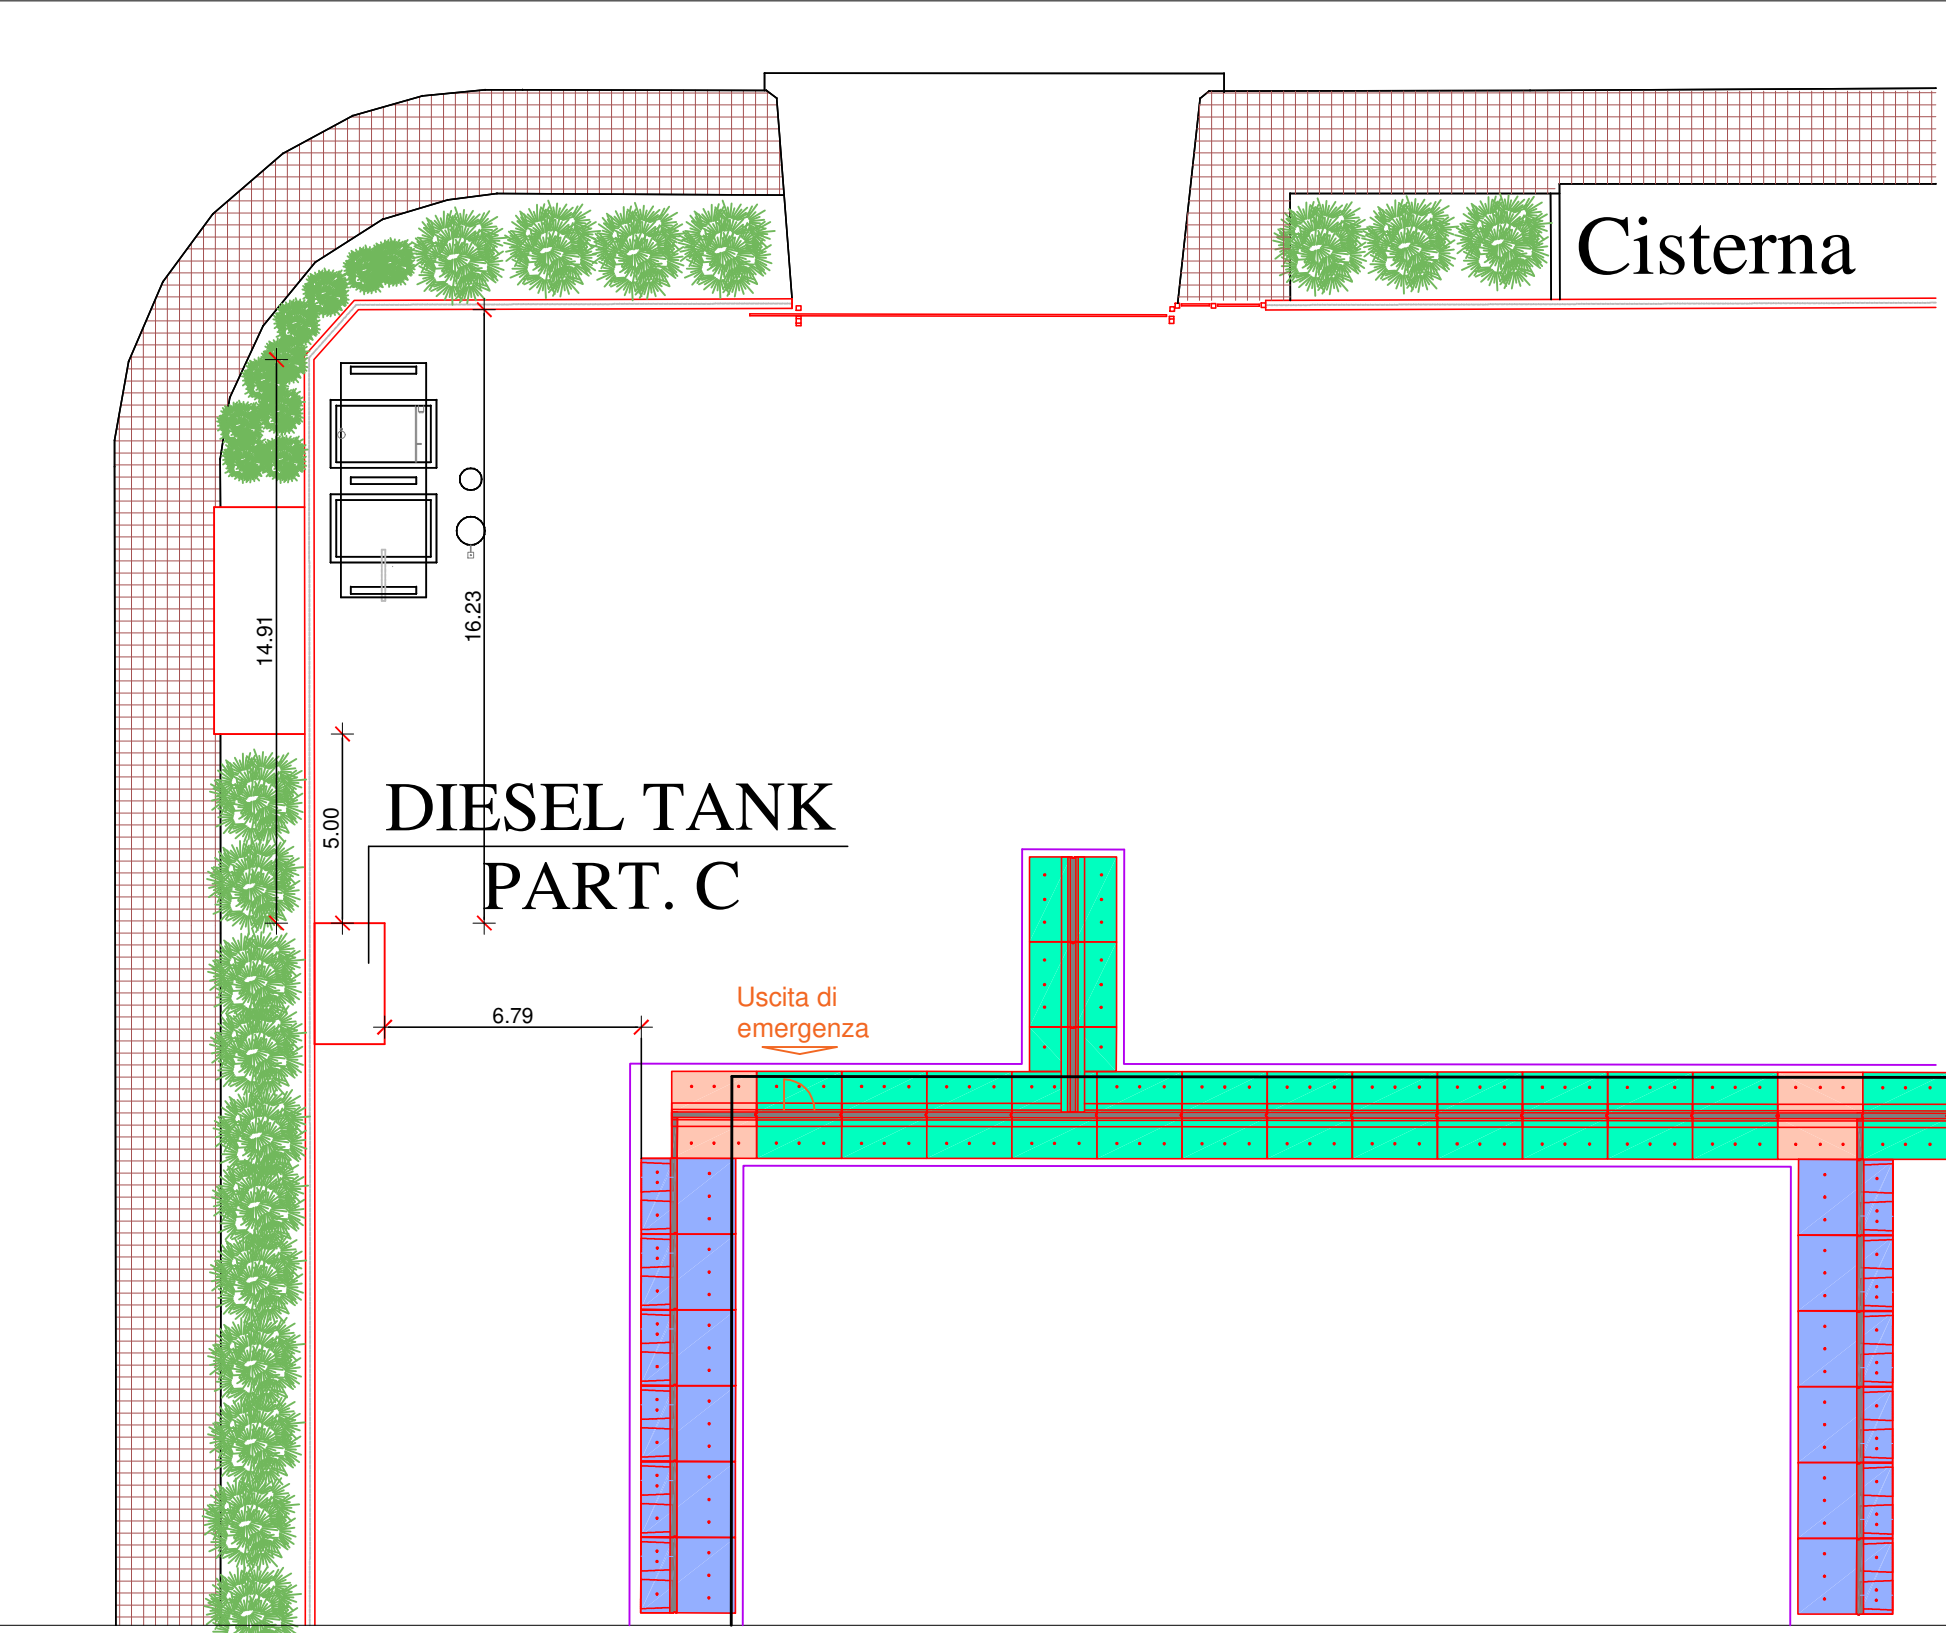 Cisterna
14.91
16.23
5.00
DIESEL TANK
PART. C
6.79
Uscita di
emergenza